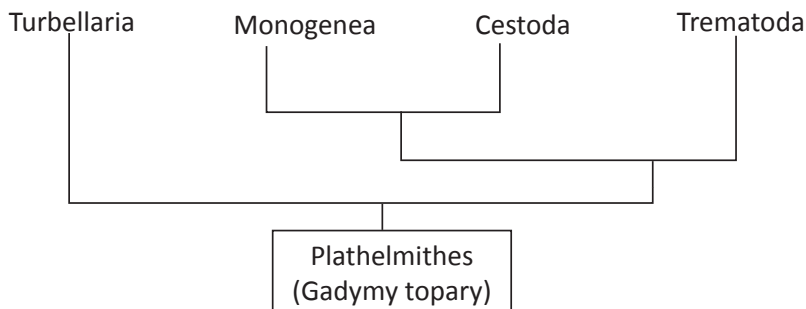 Turbellaria Monogenea Cestoda Trematoda
Plathelmithes
(Gadymy topary)